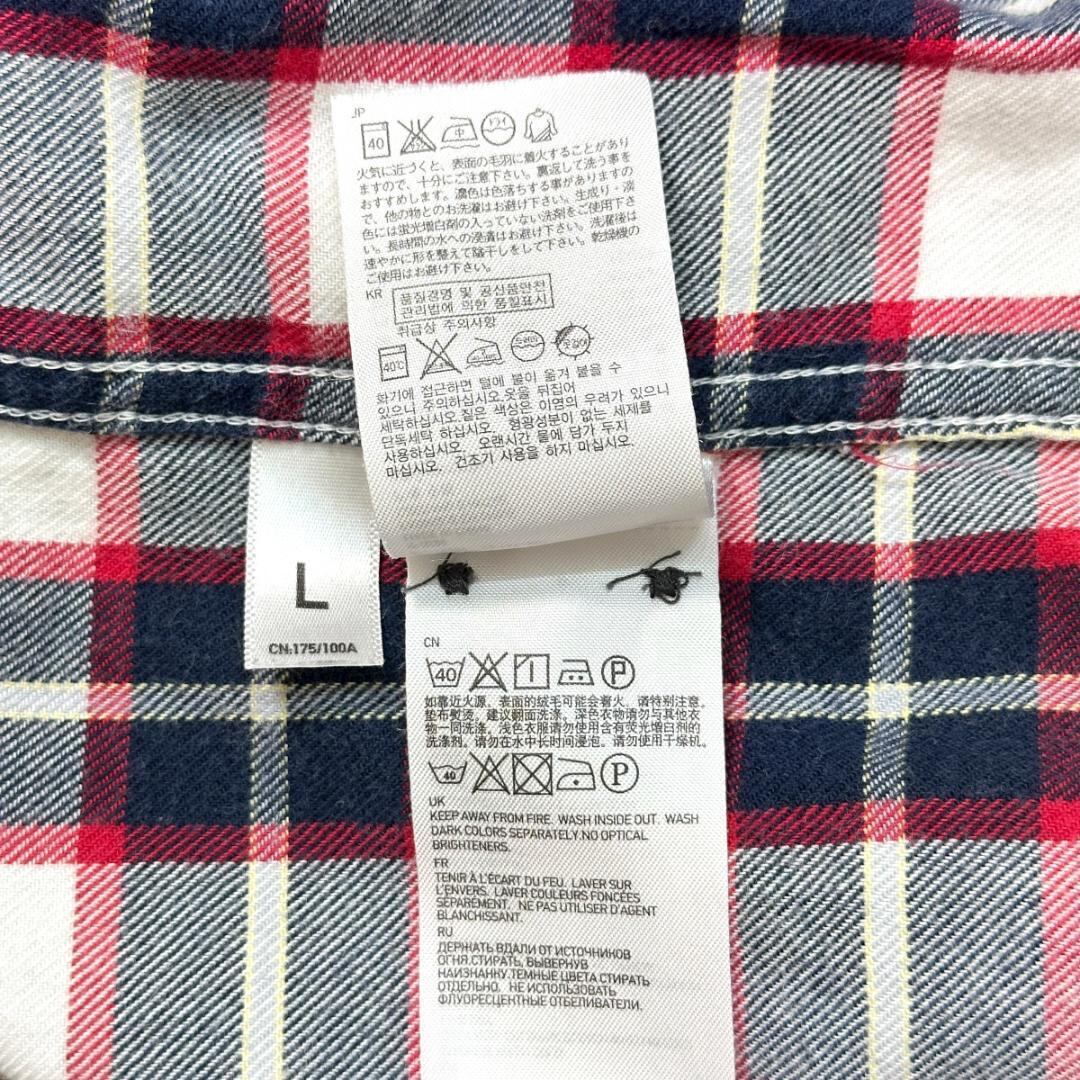 JP
40 エンソサラシ 中 ドライ
火気に近づくと、表面の毛羽に着火することがあり
ますので、十分にご注意下さい。裏返して洗う事を
おすすめします。濃色は色落ちする事がありますの
で、他の物とのお洗濯はお避け下さい。生成り・淡
色には蛍光増白剤の入っていない洗剤をご使用下さ
い。長時間の水への浸漬はお避け下さい。洗濯後は
速やかに形を整えて陰干しをして下さい。乾燥機の
ご使用はお避け下さい。
KR
품질경영 및 공산품안전
관리법에 의한 품질표시
취급상 주의사항
40℃ 드라이 옷걸이
화기에 접근하면 털에 불이 옮겨 붙을 수
있으니 주의하십시오.옷을 뒤집어
세탁하십시오.짙은 색상은 이염의 우려가 있으니
단독세탁 하십시오. 형광성분이 없는 세제를
사용하십시오. 오랜시간 물에 담가 두지
마십시오. 건조기 사용을 하지 마십시오.
L
CN:175/100A
CN
40 P
如靠近火源，表面的绒毛可能会着火，请特别注意。
垫布熨烫。建议翻面洗涤。深色衣物请勿与其他衣
物一同洗涤。浅色衣服请勿使用含有荧光增白剂的
洗涤剂。请勿在水中长时间浸泡。请勿使用干燥机。
40 P
UK
KEEP AWAY FROM FIRE. WASH INSIDE OUT. WASH
DARK COLORS SEPARATELY.NO OPTICAL
BRIGHTENERS.
FR
TENIR À L'ÉCART DU FEU. LAVER SUR
L'ENVERS. LAVER COULEURS FONCÉES
SÉPARÉMENT. NE PAS UTILISER D'AGENT
BLANCHISSANT.
RU
ДЕРЖАТЬ ВДАЛИ ОТ ИСТОЧНИКОВ
ОГНЯ.СТИРАТЬ, ВЫВЕРНУВ
НАИЗНАНКУ.ТЕМНЫЕ ЦВЕТА СТИРАТЬ
ОТДЕЛЬНО. НЕ ИСПОЛЬЗОВАТЬ
ФЛУОРЕСЦЕНТНЫЕ ОТБЕЛИВАТЕЛИ.